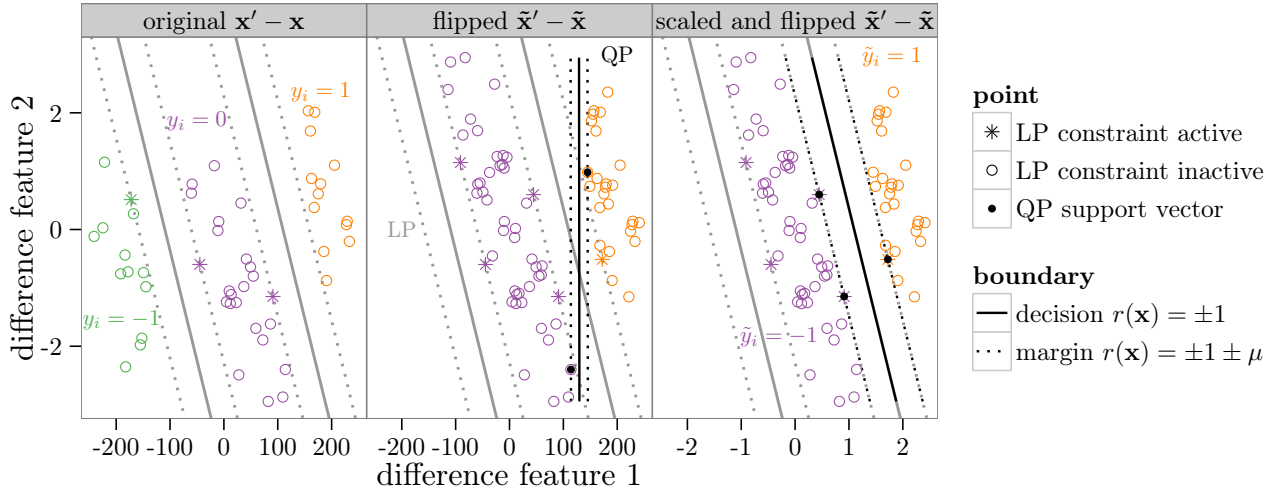 original x′ − x
flipped x̃′ − x̃
scaled and flipped x̃′ − x̃
difference feature 2
2
0
-2
y_i = 1
y_i = 0
y_i = −1
QP
LP
ỹ_i = 1
ỹ_i = −1
-200 -100 0 100 200
-200 -100 0 100 200
-2 -1 0 1 2
difference feature 1
point
LP constraint active
LP constraint inactive
QP support vector
boundary
decision r(x) = ±1
margin r(x) = ±1 ± μ